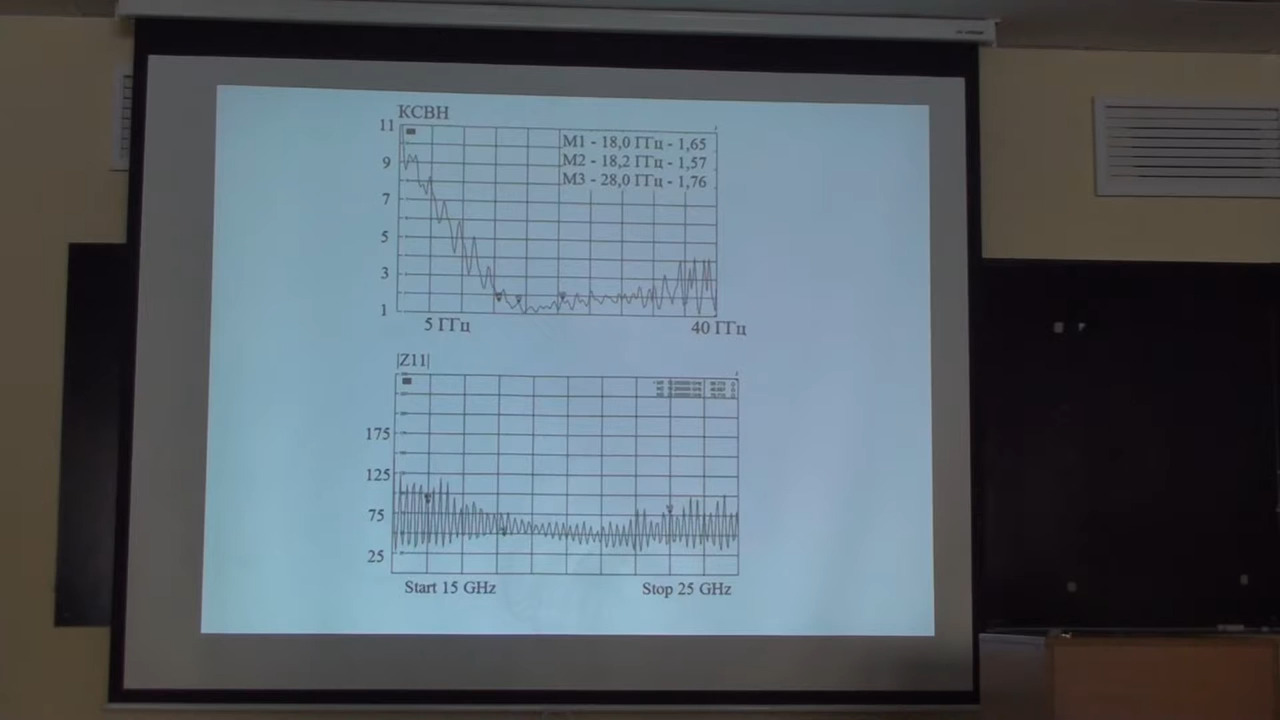 КСВН
11
9
7
5
3
1
M1 - 18,0 ГГц - 1,65
M2 - 18,2 ГГц - 1,57
M3 - 28,0 ГГц - 1,76
5 ГГц
40 ГГц
|Z11|
175
125
75
25
Start 15 GHz
Stop 25 GHz